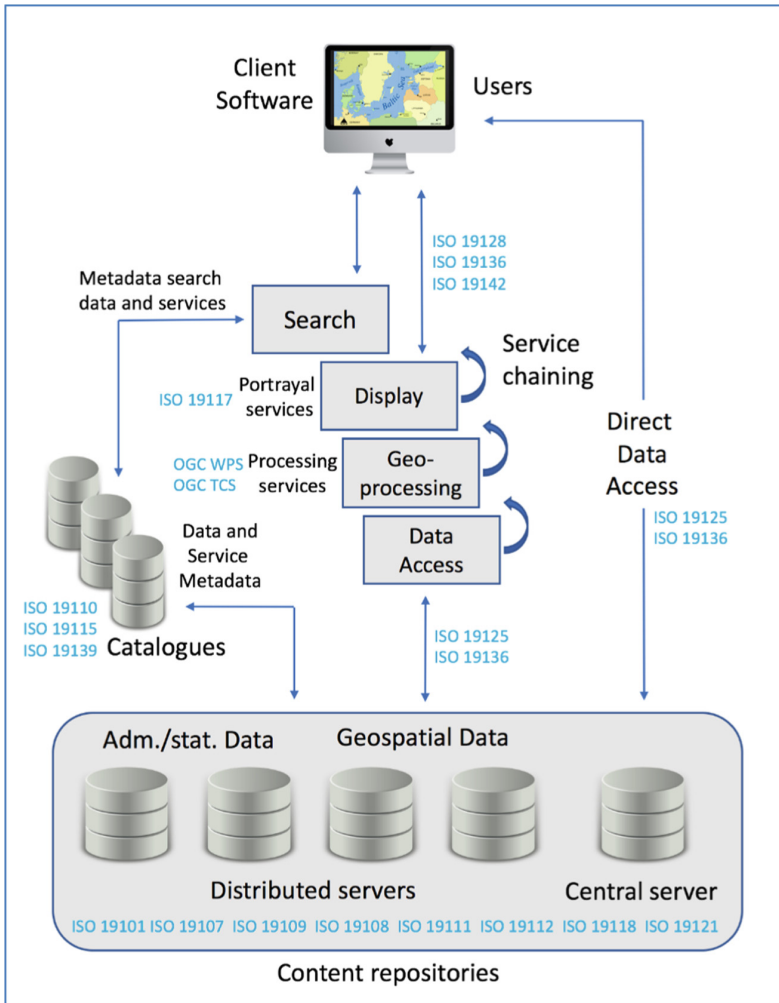 Client
Software
Users
ISO 19128
ISO 19136
ISO 19142
Metadata search
data and services
Search
Service
chaining
ISO 19117
Portrayal
services
Display
Direct
Data
Access
OGC WPS
OGC TCS
Processing
services
Geo-
processing
ISO 19125
ISO 19136
Data and
Service
Metadata
Data
Access
ISO 19110
ISO 19115
ISO 19139
Catalogues
ISO 19125
ISO 19136
Adm./stat. Data
Geospatial Data
Distributed servers
Central server
ISO 19101 ISO 19107 ISO 19109 ISO 19108 ISO 19111 ISO 19112 ISO 19118 ISO 19121
Content repositories
Baltic Sea